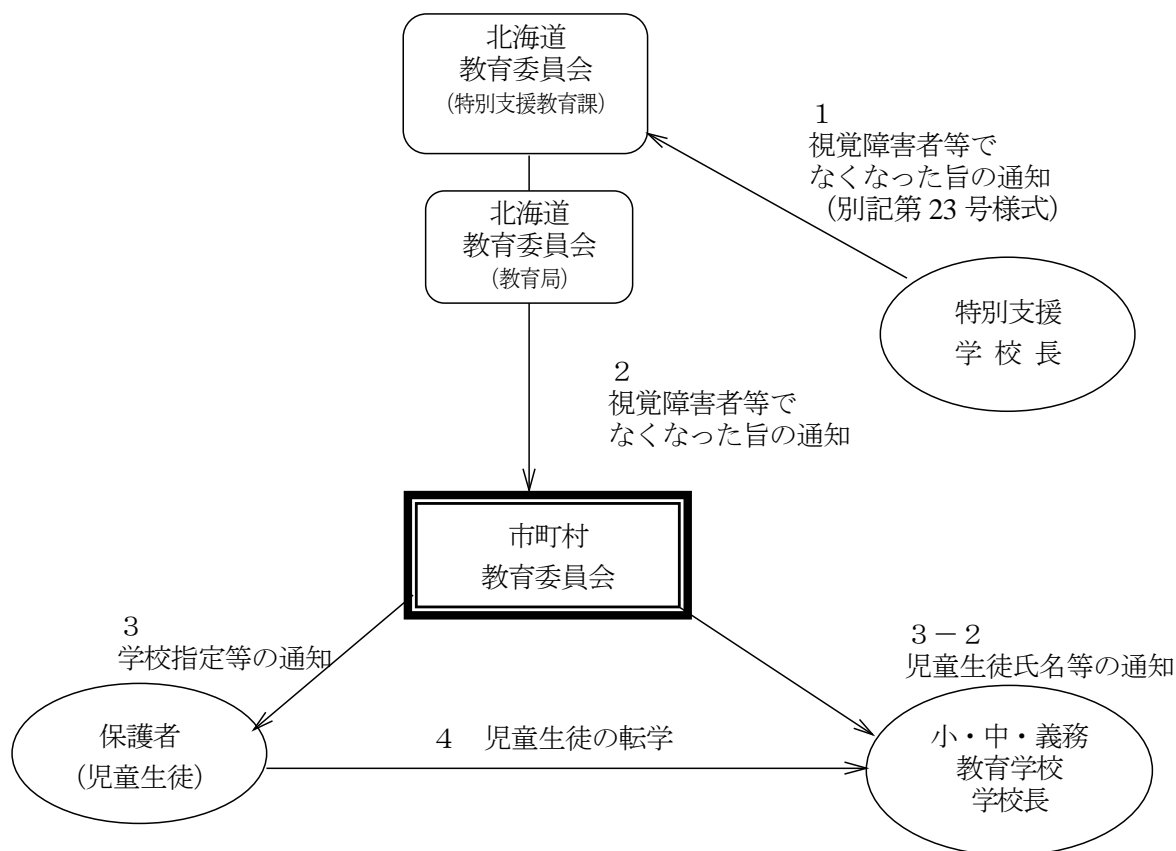 北海道
教育委員会
(特別支援教育課)
1
視覚障害者等で
なくなった旨の通知
(別記第 23 号様式)
北海道
教育委員会
(教育局)
特別支援
学 校 長
2
視覚障害者等で
なくなった旨の通知
市町村
教育委員会
3
学校指定等の通知
3-2
児童生徒氏名等の通知
保護者
(児童生徒)
4 児童生徒の転学
小・中・義務
教育学校
学校長